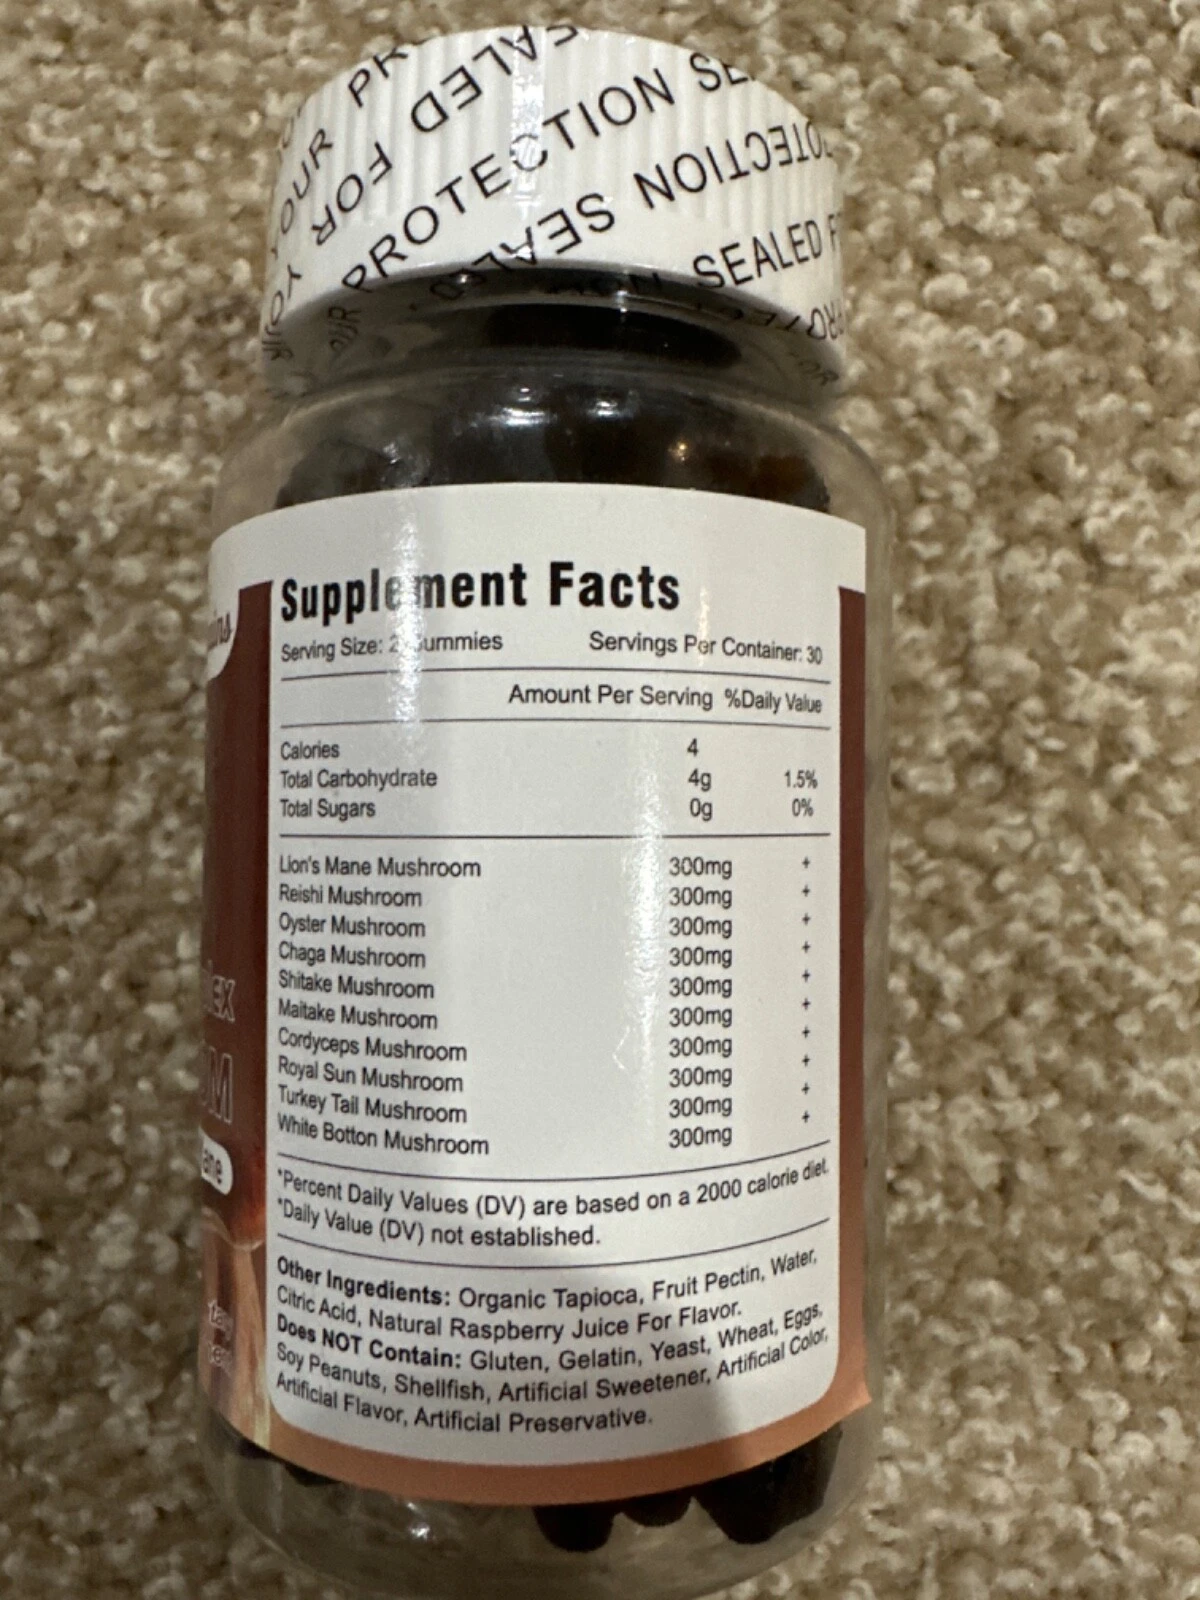 YOUR PR
SEALED FOR YOUR
PROTECTION SE
PROTECTION SEALED
SEALED F
Supplement Facts
Serving Size: 2 Gummies Servings Per Container: 30
Amount Per Serving %Daily Value
Calories 4
Total Carbohydrate 4g 1.5%
Total Sugars 0g 0%
Lion's Mane Mushroom 300mg +
Reishi Mushroom 300mg +
Oyster Mushroom 300mg +
Chaga Mushroom 300mg +
Shitake Mushroom 300mg +
Maitake Mushroom 300mg +
Cordyceps Mushroom 300mg +
Royal Sun Mushroom 300mg +
Turkey Tail Mushroom 300mg +
White Botton Mushroom 300mg +
*Percent Daily Values (DV) are based on a 2000 calorie diet.
*Daily Value (DV) not established.
Other Ingredients: Organic Tapioca, Fruit Pectin, Water,
Citric Acid, Natural Raspberry Juice For Flavor.
Does NOT Contain: Gluten, Gelatin, Yeast, Wheat, Eggs,
Soy Peanuts, Shellfish, Artificial Sweetener, Artificial Color,
Artificial Flavor, Artificial Preservative.